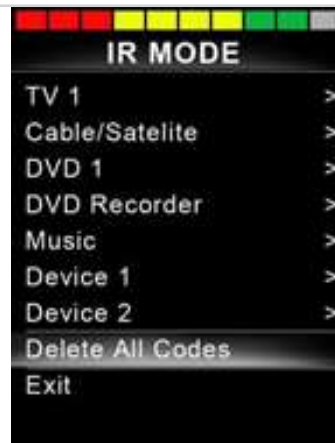 IR MODE
TV 1 >
Cable/Satelite >
DVD 1 >
DVD Recorder >
Music >
Device 1 >
Device 2 >
Delete All Codes
Exit